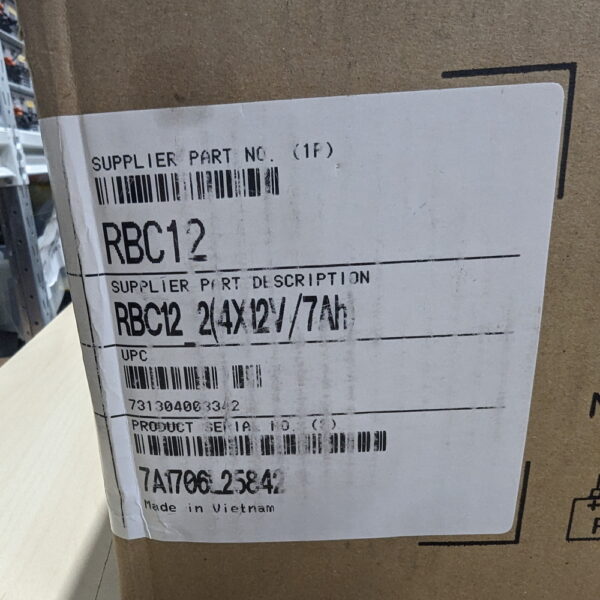 SUPPLIER PART NO. (1P)
RBC12
SUPPLIER PART DESCRIPTION
RBC12_2(4X12V/7Ah)
UPC
731304003342
PRODUCT SERIAL NO. (S)
7A1706L25842
Made in Vietnam